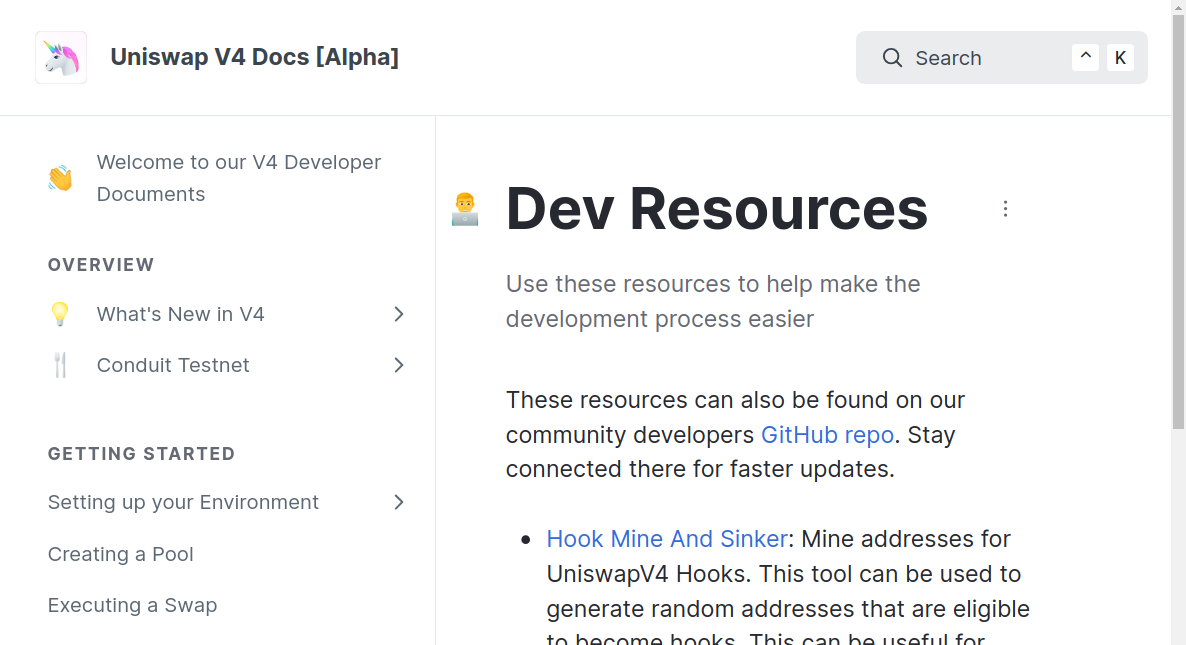 Uniswap V4 Docs [Alpha]
Search
^ K
Welcome to our V4 Developer
Documents
OVERVIEW
What's New in V4
Conduit Testnet
GETTING STARTED
Setting up your Environment
Creating a Pool
Executing a Swap
Dev Resources
Use these resources to help make the
development process easier
These resources can also be found on our
community developers GitHub repo. Stay
connected there for faster updates.
Hook Mine And Sinker: Mine addresses for
UniswapV4 Hooks. This tool can be used to
generate random addresses that are eligible
to become hooks. This can be useful for